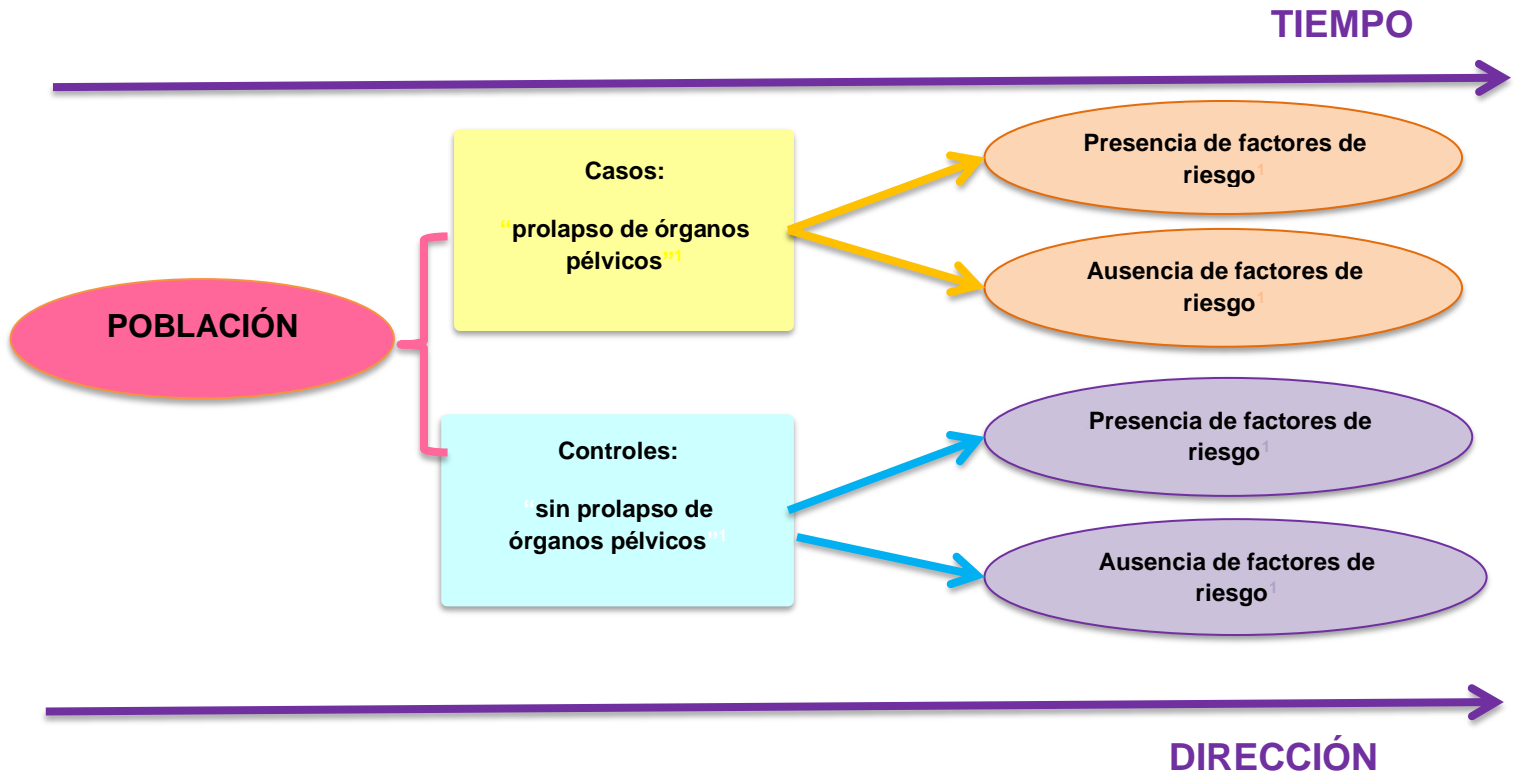 TIEMPO
Casos:
“prolapso de órganos
pélvicos”1
Presencia de factores de
riesgo1
Ausencia de factores de
riesgo1
POBLACIÓN
Controles:
“sin prolapso de
órganos pélvicos”1
Presencia de factores de
riesgo1
Ausencia de factores de
riesgo1
DIRECCIÓN